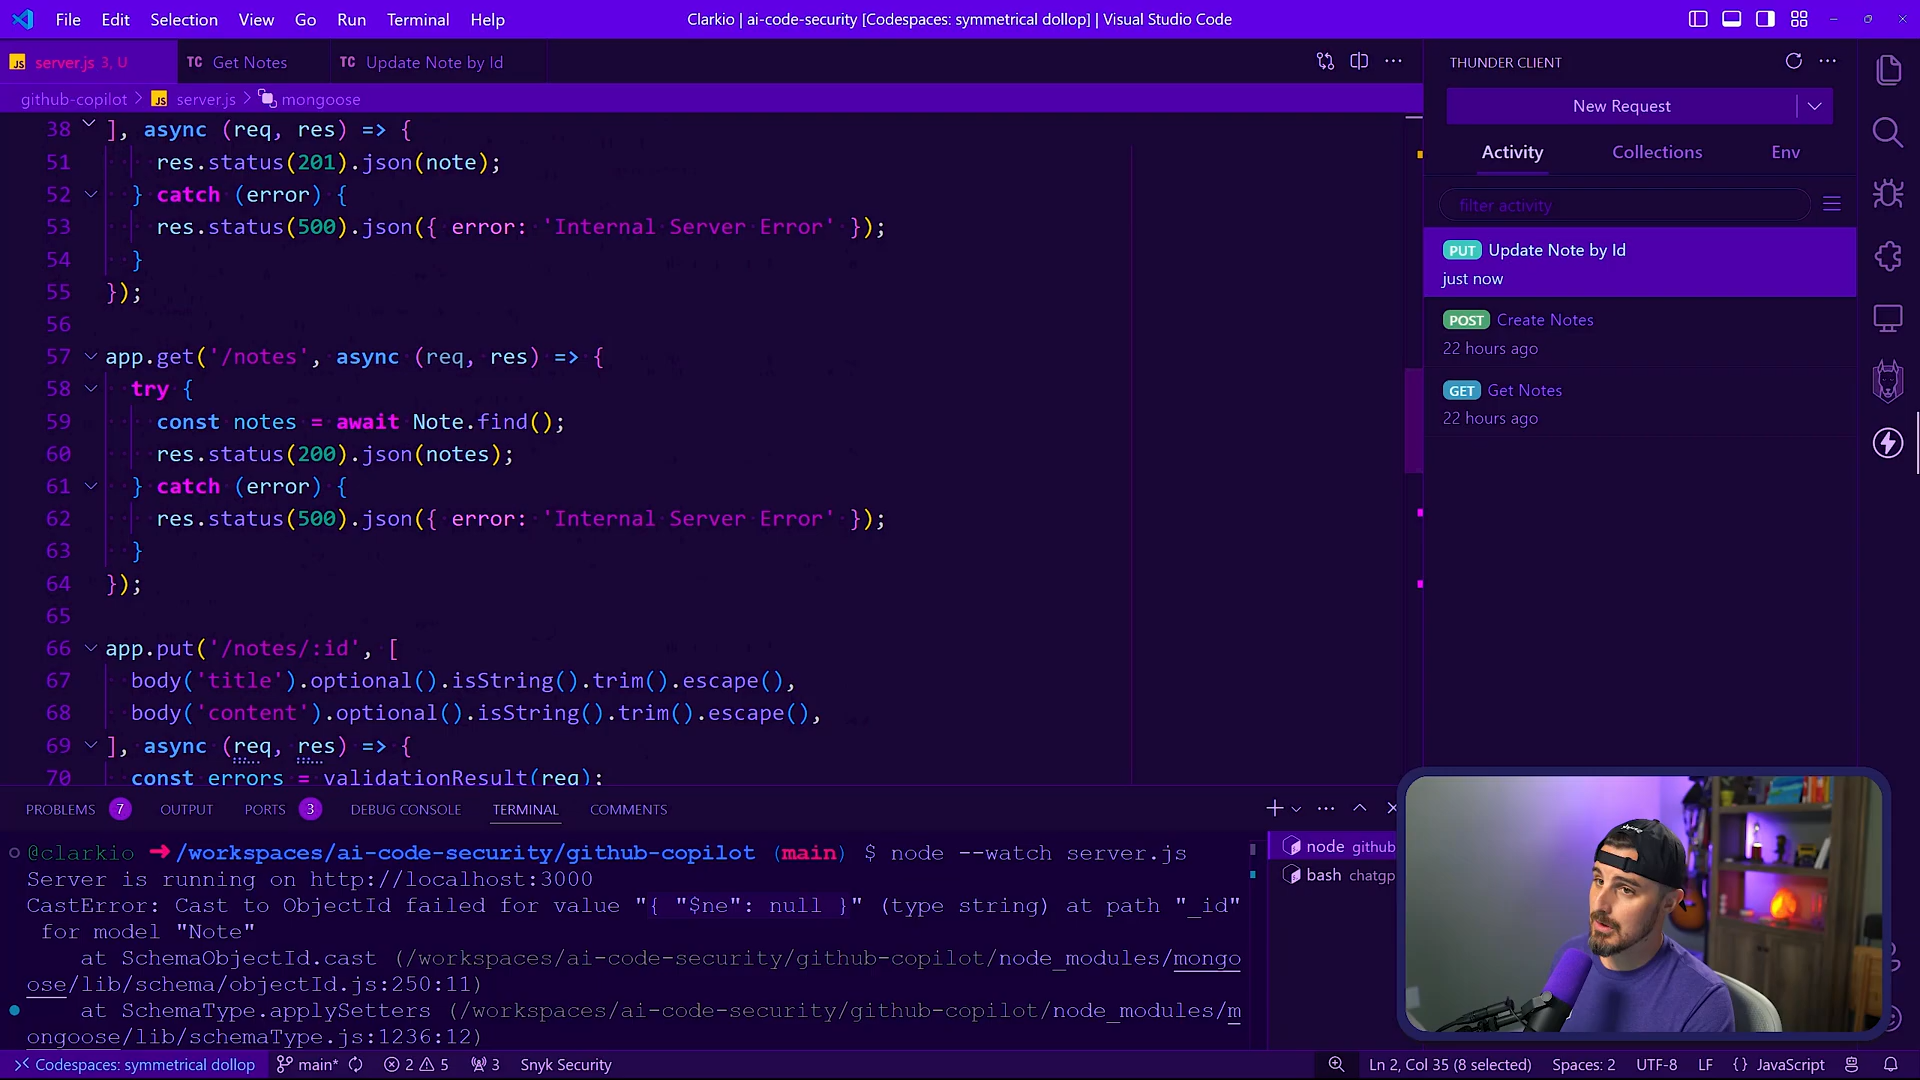 File Edit Selection View Go Run Terminal Help
Clarkio | ai-code-security [Codespaces: symmetrical dollop] | Visual Studio Code
JS server.js 3, U
TC Get Notes
TC Update Note by Id
github-copilot > JS server.js > mongoose
38 ], async (req, res) => {
51 res.status(201).json(note);
52 } catch (error) {
53 res.status(500).json({ error: 'Internal Server Error' });
54 }
55 });
56
57 app.get('/notes', async (req, res) => {
58 try {
59 const notes = await Note.find();
60 res.status(200).json(notes);
61 } catch (error) {
62 res.status(500).json({ error: 'Internal Server Error' });
63 }
64 });
65
66 app.put('/notes/:id', [
67 body('title').optional().isString().trim().escape(),
68 body('content').optional().isString().trim().escape(),
69 ], async (req, res) => {
70 const errors = validationResult(req);
THUNDER CLIENT
New Request
Activity Collections Env
filter activity
PUT Update Note by Id
just now
POST Create Notes
22 hours ago
GET Get Notes
22 hours ago
PROBLEMS 7 OUTPUT PORTS 3 DEBUG CONSOLE TERMINAL COMMENTS
@clarkio ➜ /workspaces/ai-code-security/github-copilot (main) $ node --watch server.js
Server is running on http://localhost:3000
CastError: Cast to ObjectId failed for value "{ "$ne": null }" (type string) at path "_id"
for model "Note"
at SchemaObjectId.cast (/workspaces/ai-code-security/github-copilot/node_modules/mongo
ose/lib/schema/objectId.js:250:11)
at SchemaType.applySetters (/workspaces/ai-code-security/github-copilot/node_modules/m
ongoose/lib/schemaType.js:1236:12)
node github
bash chatgp
Codespaces: symmetrical dollop main* 2 5 3 Snyk Security
Ln 2, Col 35 (8 selected) Spaces: 2 UTF-8 LF {} JavaScript